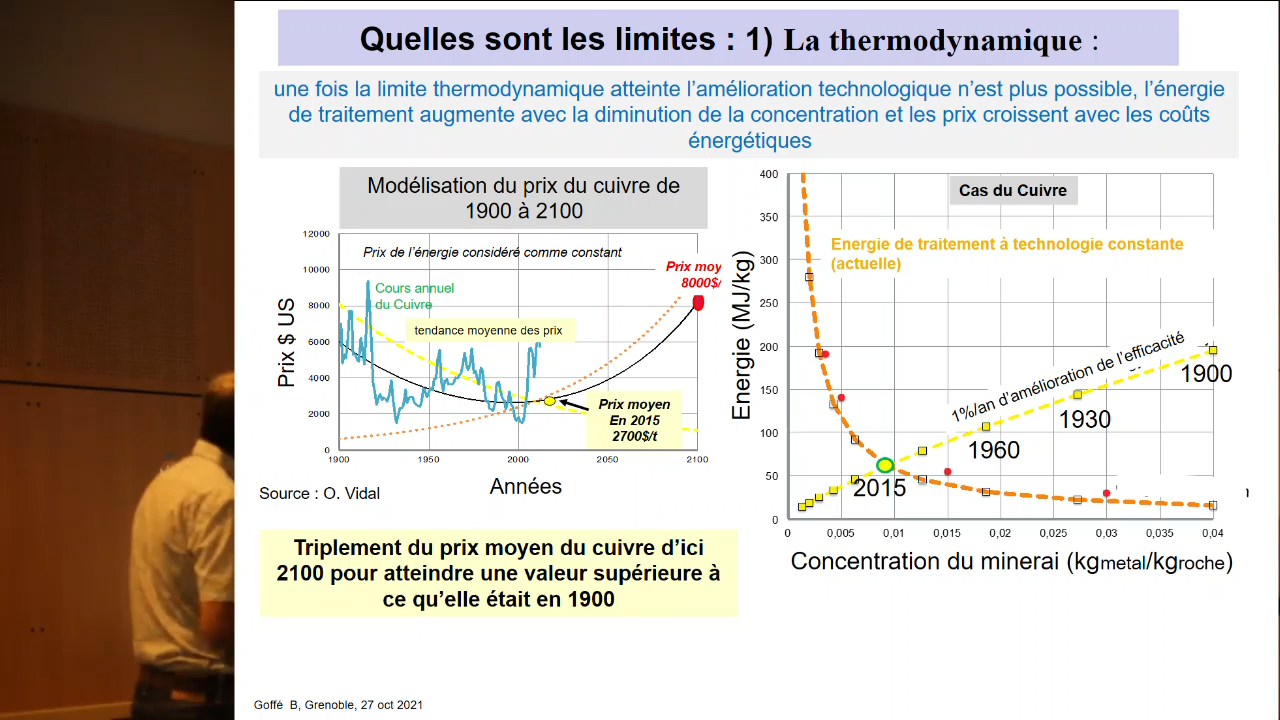 Quelles sont les limites : 1) La thermodynamique :
une fois la limite thermodynamique atteinte l'amélioration technologique n'est plus possible, l'énergie
de traitement augmente avec la diminution de la concentration et les prix croissent avec les coûts
énergétiques
Modélisation du prix du cuivre de
1900 à 2100
12000
10000
8000
6000
4000
2000
0
Prix $ US
Prix de l'énergie considéré comme constant
Prix moy
8000$/
Cours annuel
du Cuivre
tendance moyenne des prix
Prix moyen
En 2015
2700$/t
1900
1950
2000
2050
2100
Années
Source : O. Vidal
Triplement du prix moyen du cuivre d'ici
2100 pour atteindre une valeur supérieure à
ce qu'elle était en 1900
400
350
300
250
200
150
100
50
0
Energie (MJ/kg)
Cas du Cuivre
Energie de traitement à technologie constante
(actuelle)
1%/an d'amélioration de l'efficacité
1900
1930
1960
2015
0
0,005
0,01
0,015
0,02
0,025
0,03
0,035
0,04
Concentration du minerai (kgmetal/kgroche)
Goffé B, Grenoble, 27 oct 2021